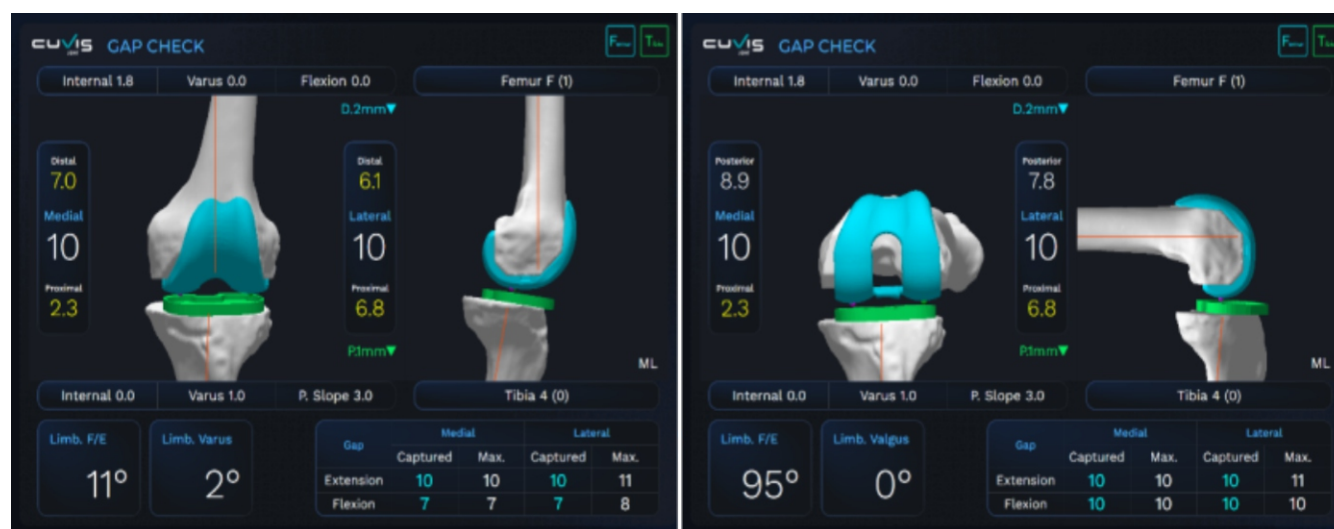 CUVIS GAP CHECK Femur Tibia
Internal 1.8 Varus 0.0 Flexion 0.0 Femur F (1)
D.2mm▼
Distal Distal
7.0 6.1
Medial Lateral
10 10
Proximal Proximal
2.3 6.8
P.1mm▼
ML
Internal 0.0 Varus 1.0 P. Slope 3.0 Tibia 4 (0)
Limb. F/E Limb. Varus
11° 2°
Gap Medial Lateral
Captured Max. Captured Max.
Extension 10 10 10 11
Flexion 7 7 7 8
CUVIS GAP CHECK Femur Tibia
Internal 1.8 Varus 0.0 Flexion 0.0 Femur F (1)
D.2mm▼
Posterior Posterior
8.9 7.8
Medial Lateral
10 10
Proximal Proximal
2.3 6.8
P.1mm▼
ML
Internal 0.0 Varus 1.0 P. Slope 3.0 Tibia 4 (0)
Limb. F/E Limb. Valgus
95° 0°
Gap Medial Lateral
Captured Max. Captured Max.
Extension 10 10 10 11
Flexion 10 10 10 10